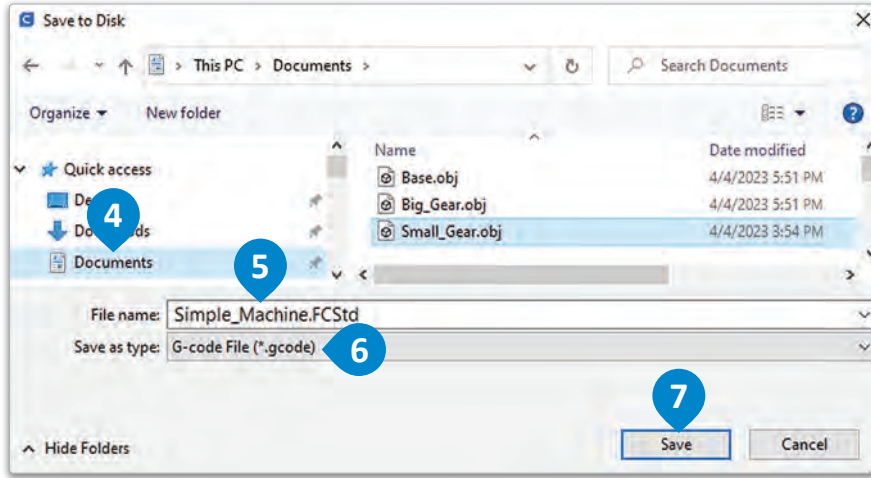 Save to Disk
This PC > Documents >
Search Documents
Organize
New folder
?
Name
Date modified
Quick access
Base.obj
4/4/2023 5:51 PM
4
Big_Gear.obj
4/4/2023 5:51 PM
Small_Gear.obj
4/4/2023 3:54 PM
Documents
5
File name: Simple_Machine.FCStd
Save as type: G-code File (*.gcode)
6
7
Hide Folders
Save
Cancel